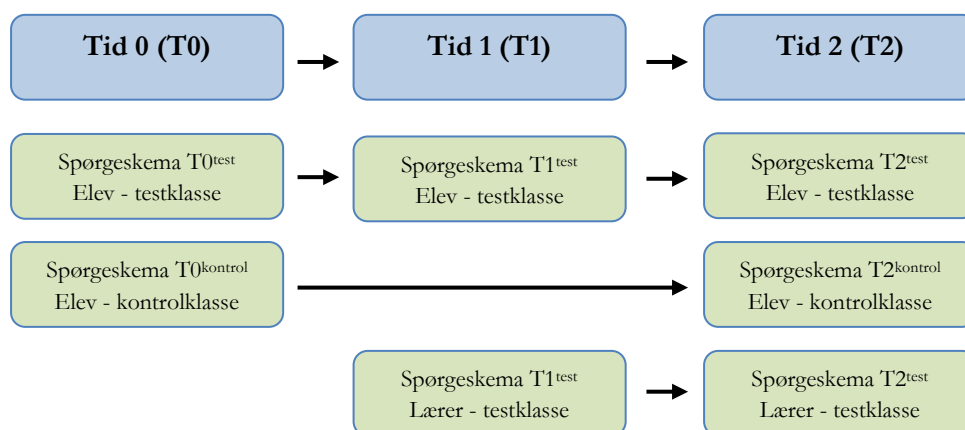 Tid 0 (T0)
Tid 1 (T1)
Tid 2 (T2)
Spørgeskema T0test
Elev - testklasse
Spørgeskema T1test
Elev - testklasse
Spørgeskema T2test
Elev - testklasse
Spørgeskema T0kontrol
Elev - kontrolklasse
Spørgeskema T2kontrol
Elev - kontrolklasse
Spørgeskema T1test
Lærer - testklasse
Spørgeskema T2test
Lærer - testklasse